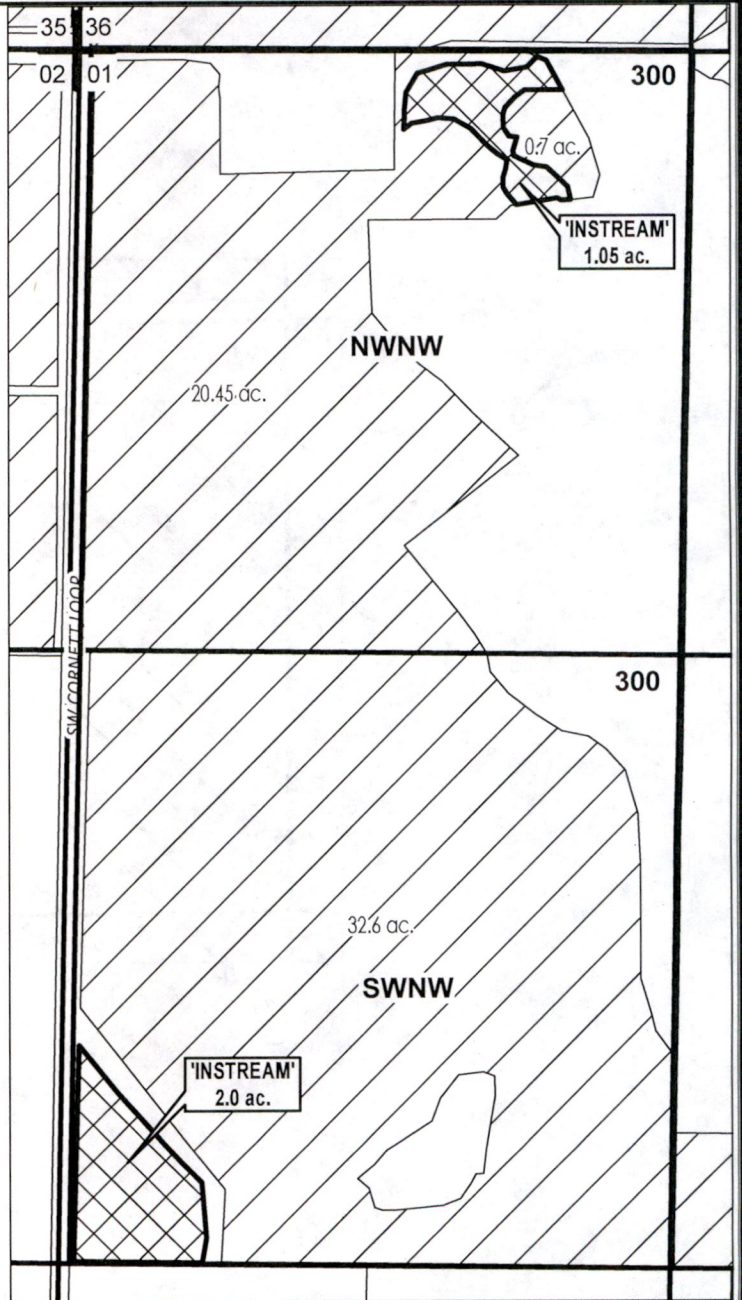 35 36
02 01
300
0.7 ac.
'INSTREAM'
1.05 ac.
NWNW
20.45 ac.
SW CORNETT LOOP
300
32.6 ac.
SWNW
'INSTREAM'
2.0 ac.